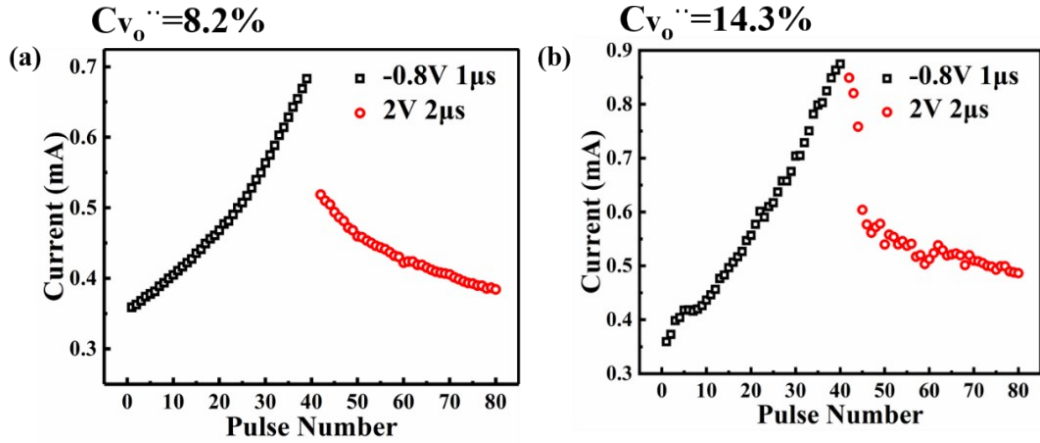 Cv₀¨=8.2%
Cv₀¨=14.3%
(a)
-0.8V 1μs
2V 2μs
Current (mA)
0.7
0.6
0.5
0.4
0.3
0 10 20 30 40 50 60 70 80
Pulse Number
(b)
-0.8V 1μs
2V 2μs
Current (mA)
0.9
0.8
0.7
0.6
0.5
0.4
0.3
0 10 20 30 40 50 60 70 80
Pulse Number